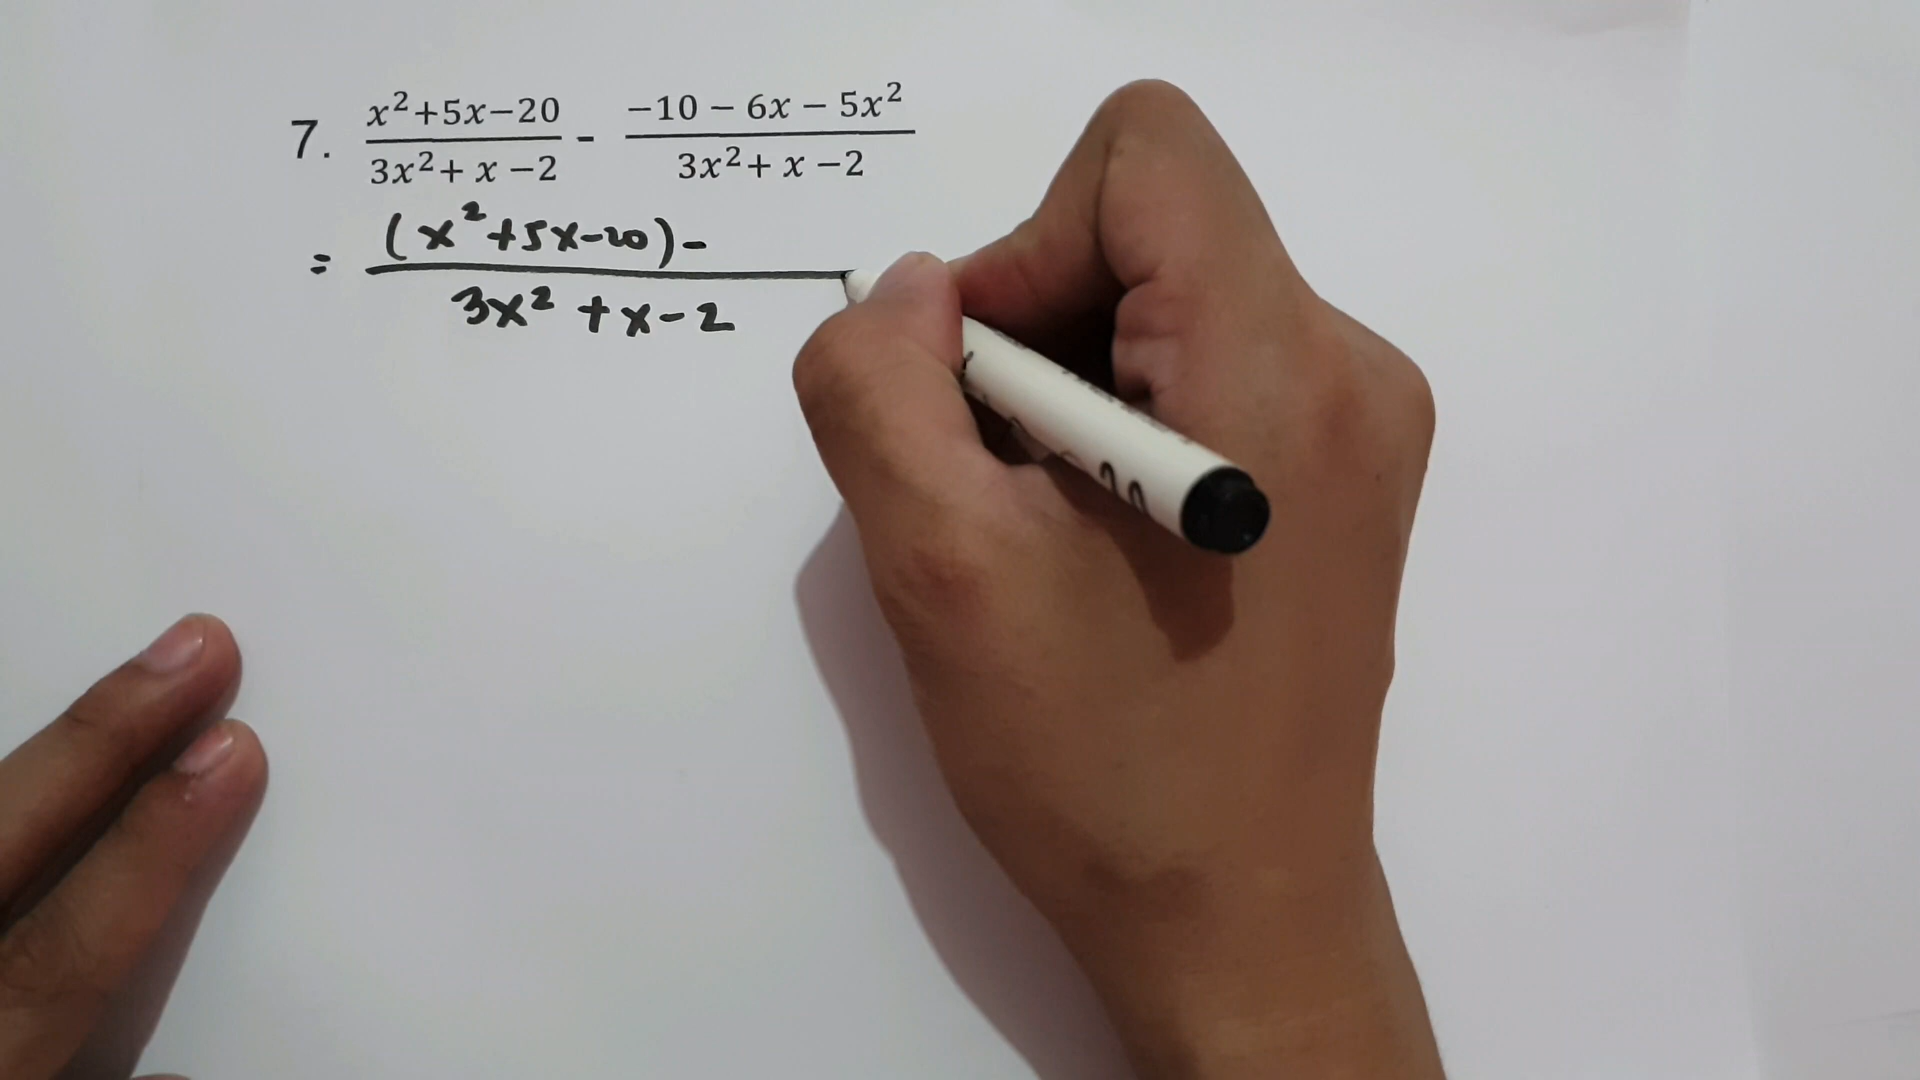 7. x²+5x−20 / 3x²+ x −2 - −10 − 6x − 5x² / 3x²+ x −2
= (x²+5x-20)- / 3x² +x-2